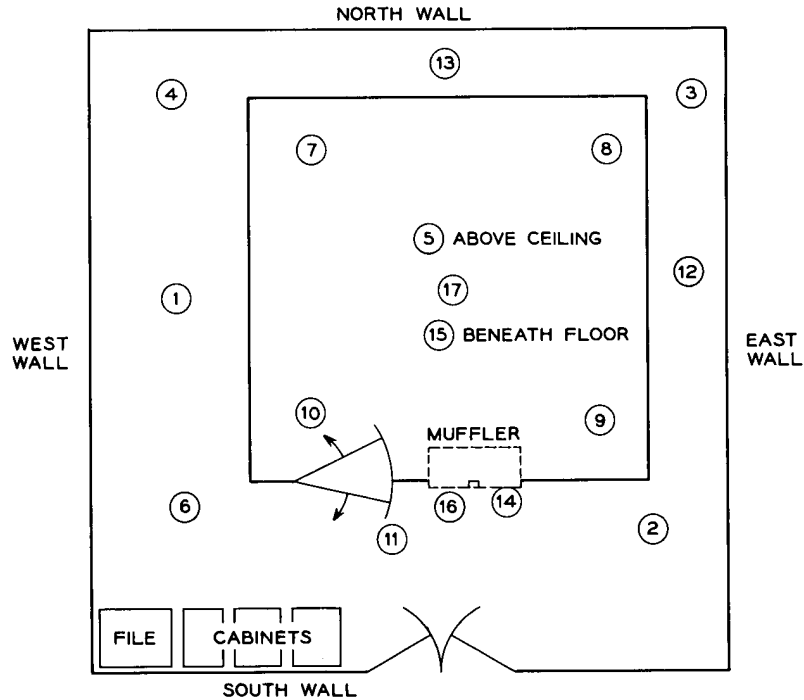 NORTH WALL
13
4
3
7
8
5 ABOVE CEILING
12
17
1
15 BENEATH FLOOR
WEST
WALL
EAST
WALL
10
9
MUFFLER
6
16
14
2
11
FILE
CABINETS
SOUTH WALL